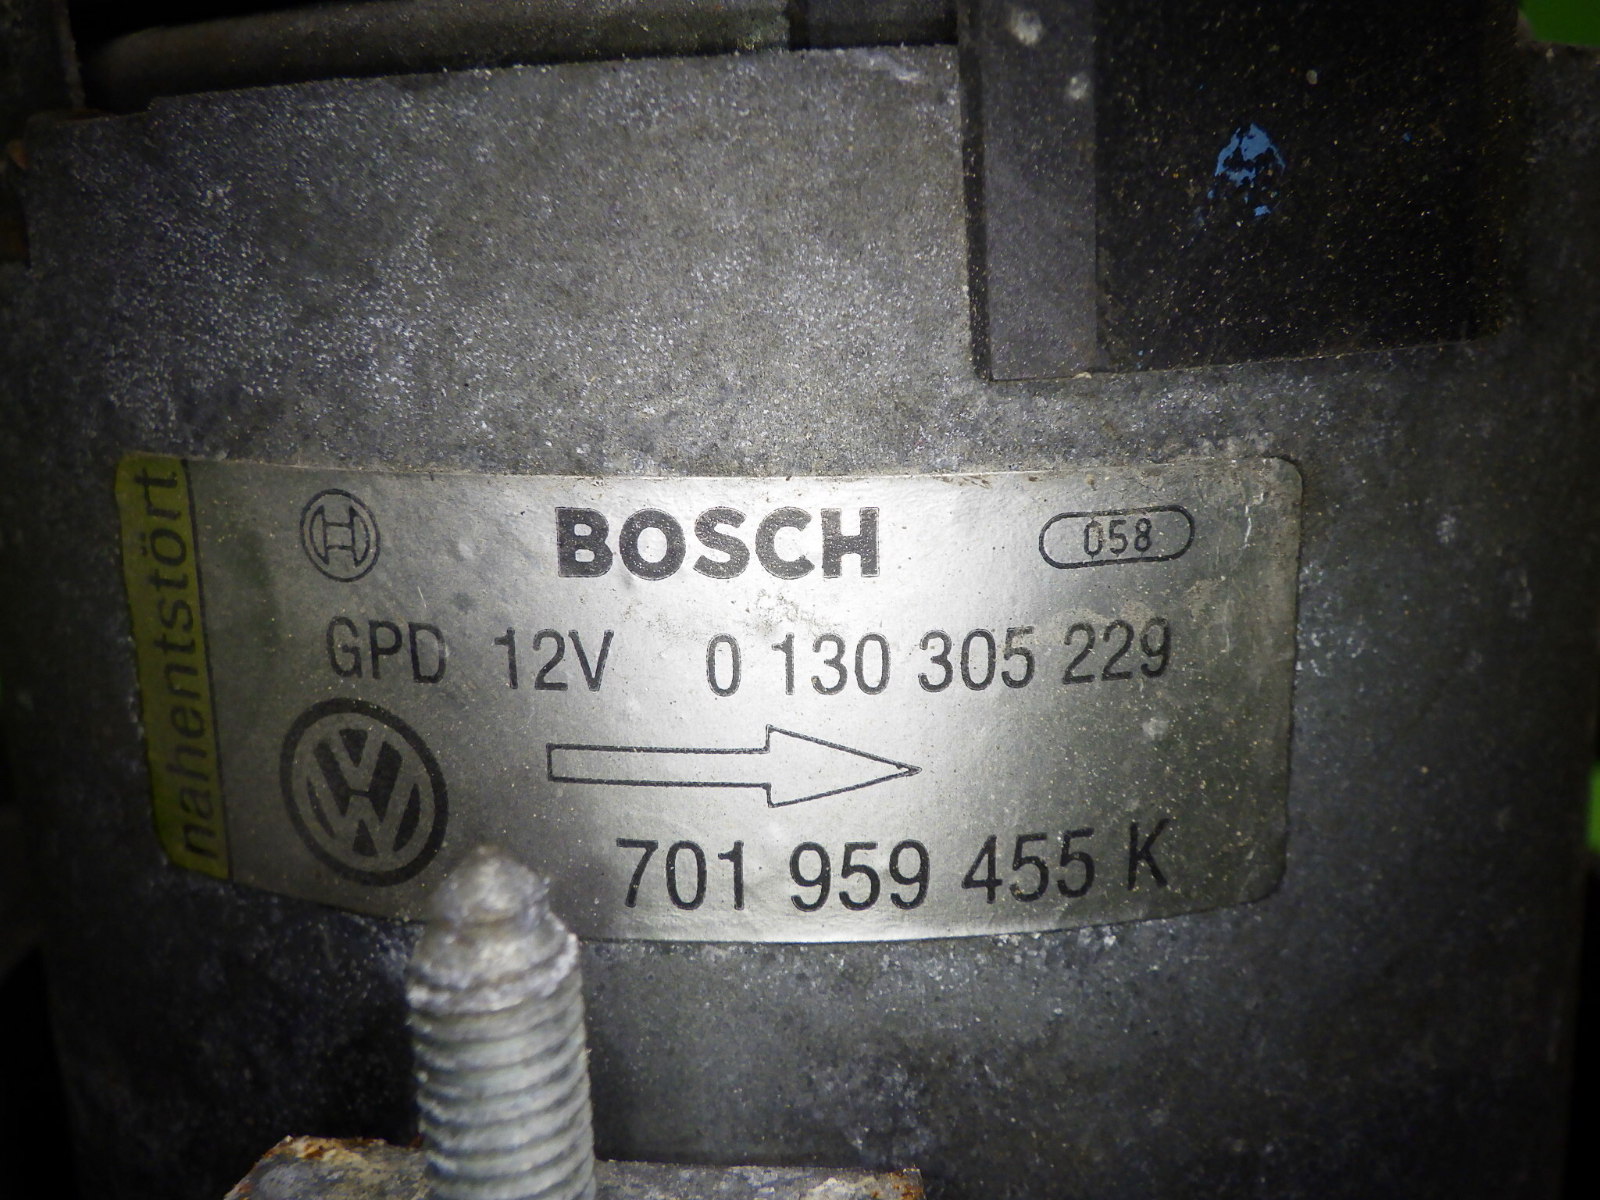 nahentstört
BOSCH 058
GPD 12V 0 130 305 229
701 959 455 K